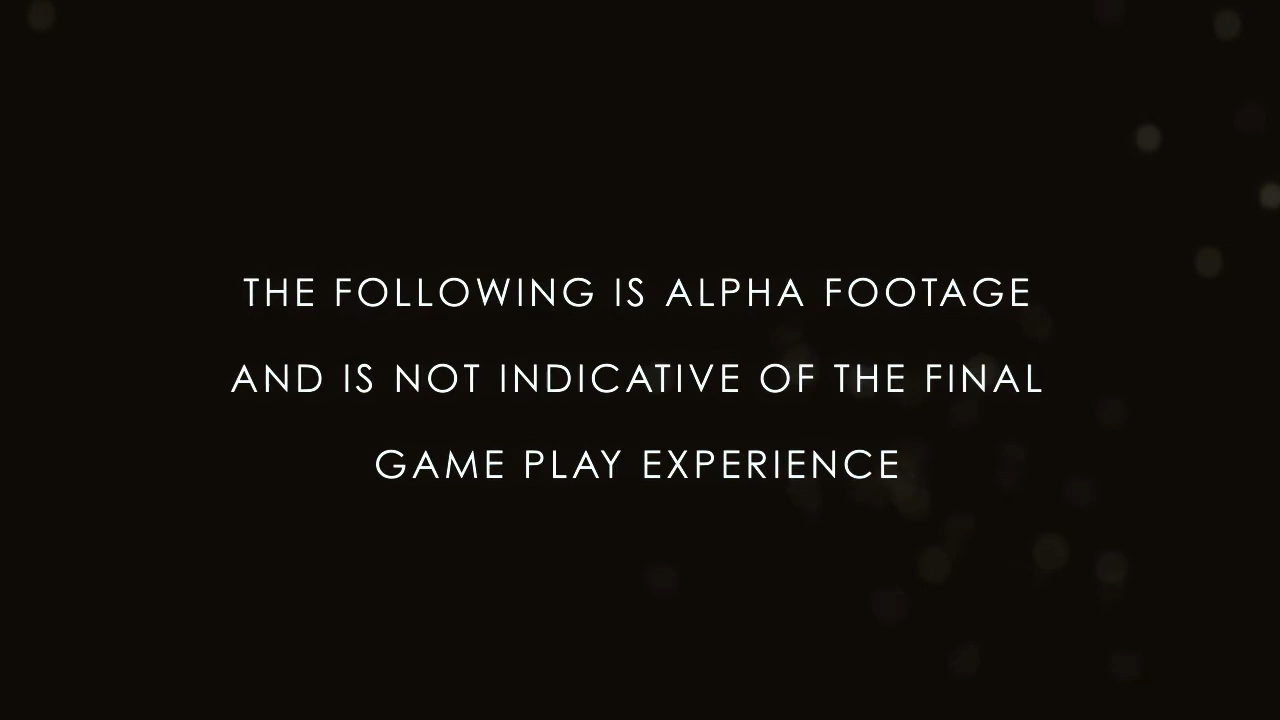 THE FOLLOWING IS ALPHA FOOTAGE
AND IS NOT INDICATIVE OF THE FINAL
GAME PLAY EXPERIENCE